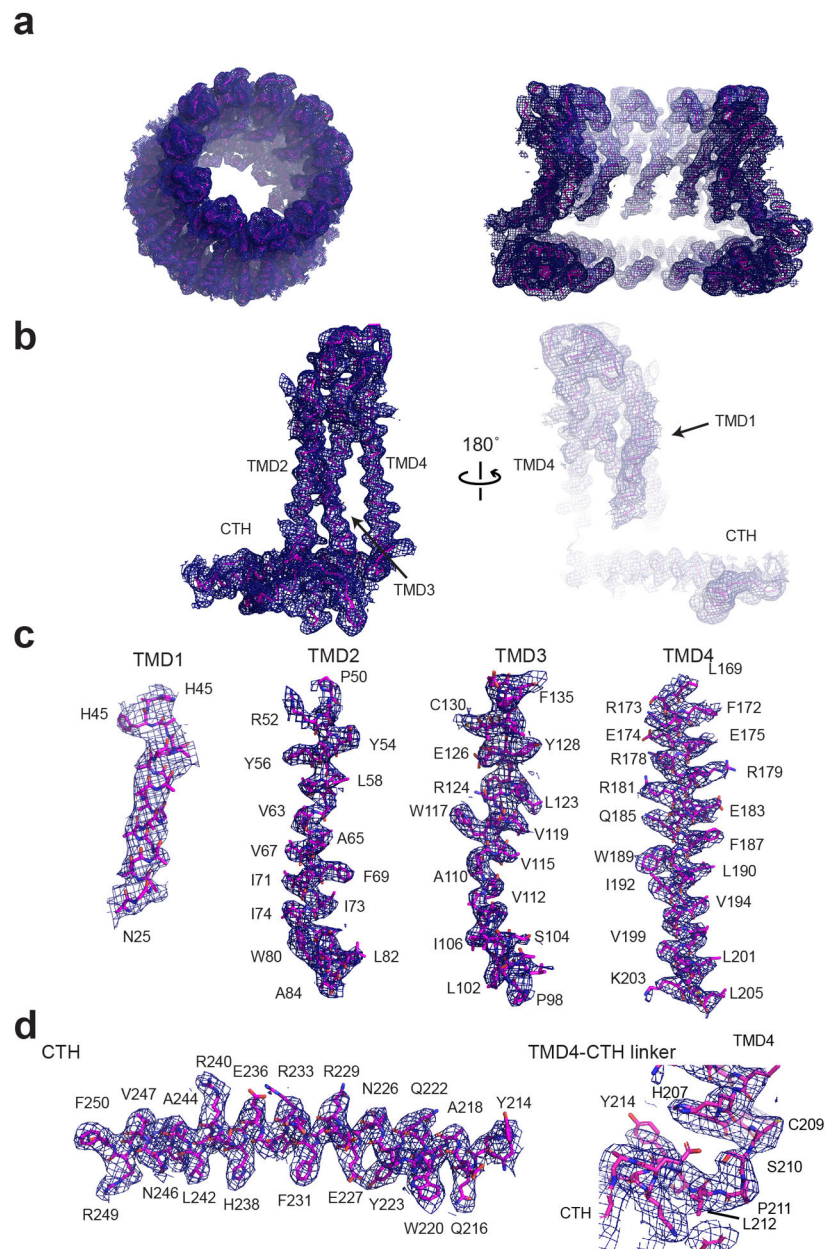 a
b
TMD2
TMD4
CTH
TMD3
180°
TMD4
TMD1
CTH
c
TMD1
H45
H45
N25
TMD2
P50
R52
Y54
Y56
L58
V63
A65
V67
F69
I71
I73
I74
W80
L82
A84
TMD3
F135
C130
Y128
E126
R124
L123
W117
V119
V115
A110
V112
S104
I106
L102
P98
TMD4
L169
R173
F172
E174
E175
R178
R179
R181
E183
Q185
F187
W189
L190
I192
V194
V199
L201
K203
L205
d
CTH
R240
E236
R233
R229
N226
Q222
A218
Y214
V247
A244
F250
R249
N246
L242
H238
F231
E227
Y223
W220
Q216
TMD4-CTH linker
TMD4
H207
Y214
C209
S210
P211
L212
CTH